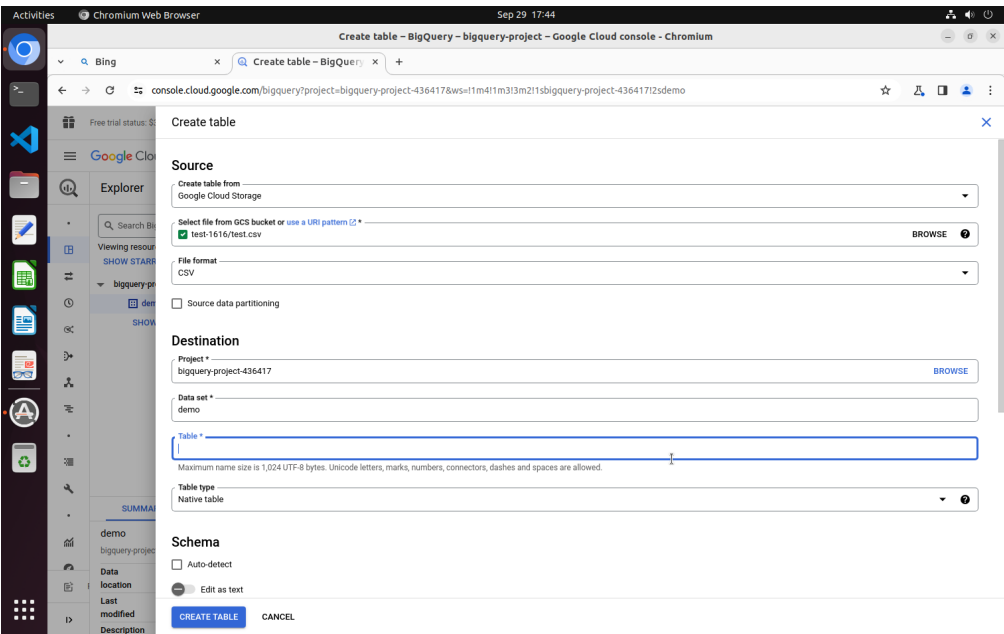 Activities
Chromium Web Browser
Sep 29 17:44
Create table – BigQuery – bigquery-project – Google Cloud console - Chromium
Bing
Create table – BigQuery
console.cloud.google.com/bigquery?project=bigquery-project-436417&ws=!1m4!1m3!3m2!1sbigquery-project-436417!2sdemo
Free trial status:
Google Clo
Explorer
Search Bi
Viewing resour
SHOW STARR
bigquery-pr
dem
SHOW
SUMMA
demo
bigquery-projec
Data
location
Last
modified
Description
Create table
Source
Create table from
Google Cloud Storage
Select file from GCS bucket or use a URI pattern *
test-1616/test.csv
BROWSE
File format
CSV
Source data partitioning
Destination
Project *
bigquery-project-436417
BROWSE
Data set *
demo
Table *
Maximum name size is 1,024 UTF-8 bytes. Unicode letters, marks, numbers, connectors, dashes and spaces are allowed.
Table type
Native table
Schema
Auto-detect
Edit as text
CREATE TABLE
CANCEL